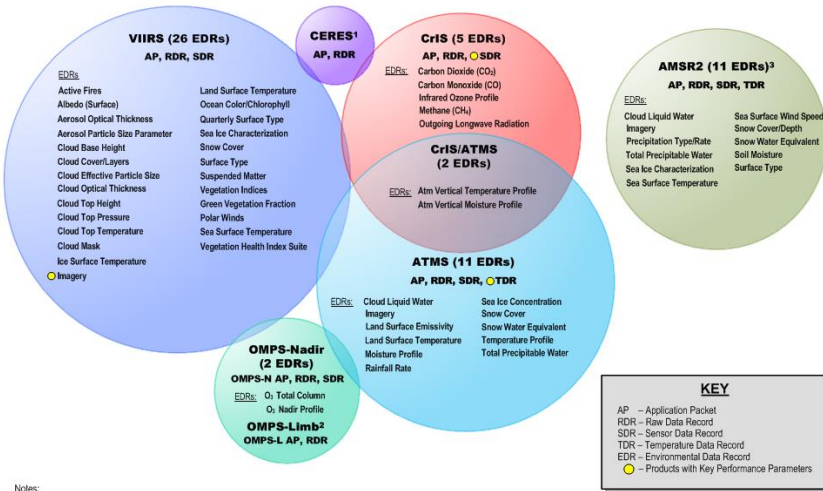 VIIRS (26 EDRs)
AP, RDR, SDR
EDRs
Active Fires
Albedo (Surface)
Aerosol Optical Thickness
Aerosol Particle Size Parameter
Cloud Base Height
Cloud Cover/Layers
Cloud Effective Particle Size
Cloud Optical Thickness
Cloud Top Height
Cloud Top Pressure
Cloud Top Temperature
Cloud Mask
Ice Surface Temperature
Imagery
Land Surface Temperature
Ocean Color/Chlorophyll
Quarterly Surface Type
Sea Ice Characterization
Snow Cover
Surface Type
Suspended Matter
Vegetation Indices
Green Vegetation Fraction
Polar Winds
Sea Surface Temperature
Vegetation Health Index Suite
CERES¹
AP, RDR
CrIS (5 EDRs)
AP, RDR, SDR
EDRs:
Carbon Dioxide (CO₂)
Carbon Monoxide (CO)
Infrared Ozone Profile
Methane (CH₄)
Outgoing Longwave Radiation
CrIS/ATMS
(2 EDRs)
EDRs: Atm Vertical Temperature Profile
Atm Vertical Moisture Profile
ATMS (11 EDRs)
AP, RDR, SDR, TDR
EDRs:
Cloud Liquid Water
Imagery
Land Surface Emissivity
Land Surface Temperature
Moisture Profile
Rainfall Rate
Sea Ice Concentration
Snow Cover
Snow Water Equivalent
Temperature Profile
Total Precipitable Water
AMSR2 (11 EDRs)³
AP, RDR, SDR, TDR
EDRs:
Cloud Liquid Water
Imagery
Precipitation Type/Rate
Total Precipitable Water
Sea Ice Characterization
Sea Surface Temperature
Sea Surface Wind Speed
Snow Cover/Depth
Snow Water Equivalent
Soil Moisture
Surface Type
OMPS-Nadir
(2 EDRs)
OMPS-N AP, RDR, SDR
EDRs: O₃ Total Column
O₃ Nadir Profile
OMPS-Limb²
OMPS-L AP, RDR
KEY
AP – Application Packet
RDR – Raw Data Record
SDR – Sensor Data Record
TDR – Temperature Data Record
EDR – Environmental Data Record
– Products with Key Performance Parameters
Notes: